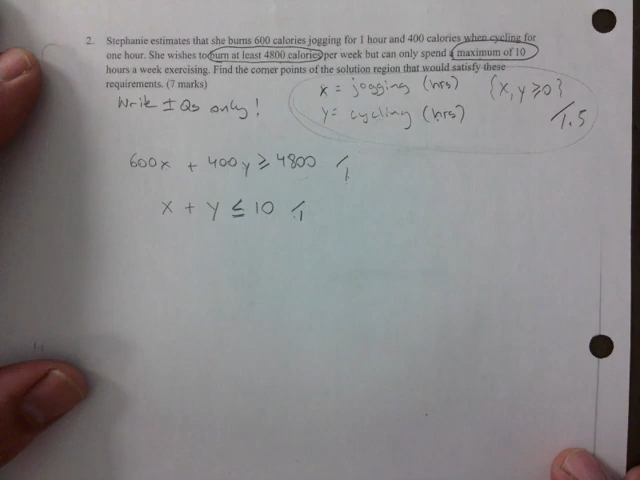 2. Stephanie estimates that she burns 600 calories jogging for 1 hour and 400 calories when cycling for
one hour. She wishes to burn at least 4800 calories per week but can only spend a maximum of 10
hours a week exercising. Find the corner points of the solution region that would satisfy these
requirements. (7 marks)
x = jogging (hrs) {x, y ≥ 0}
Write ± Qs only!
y = cycling (hrs) /1.5
600x + 400y ≥ 4800 /1
x + y ≤ 10 /1